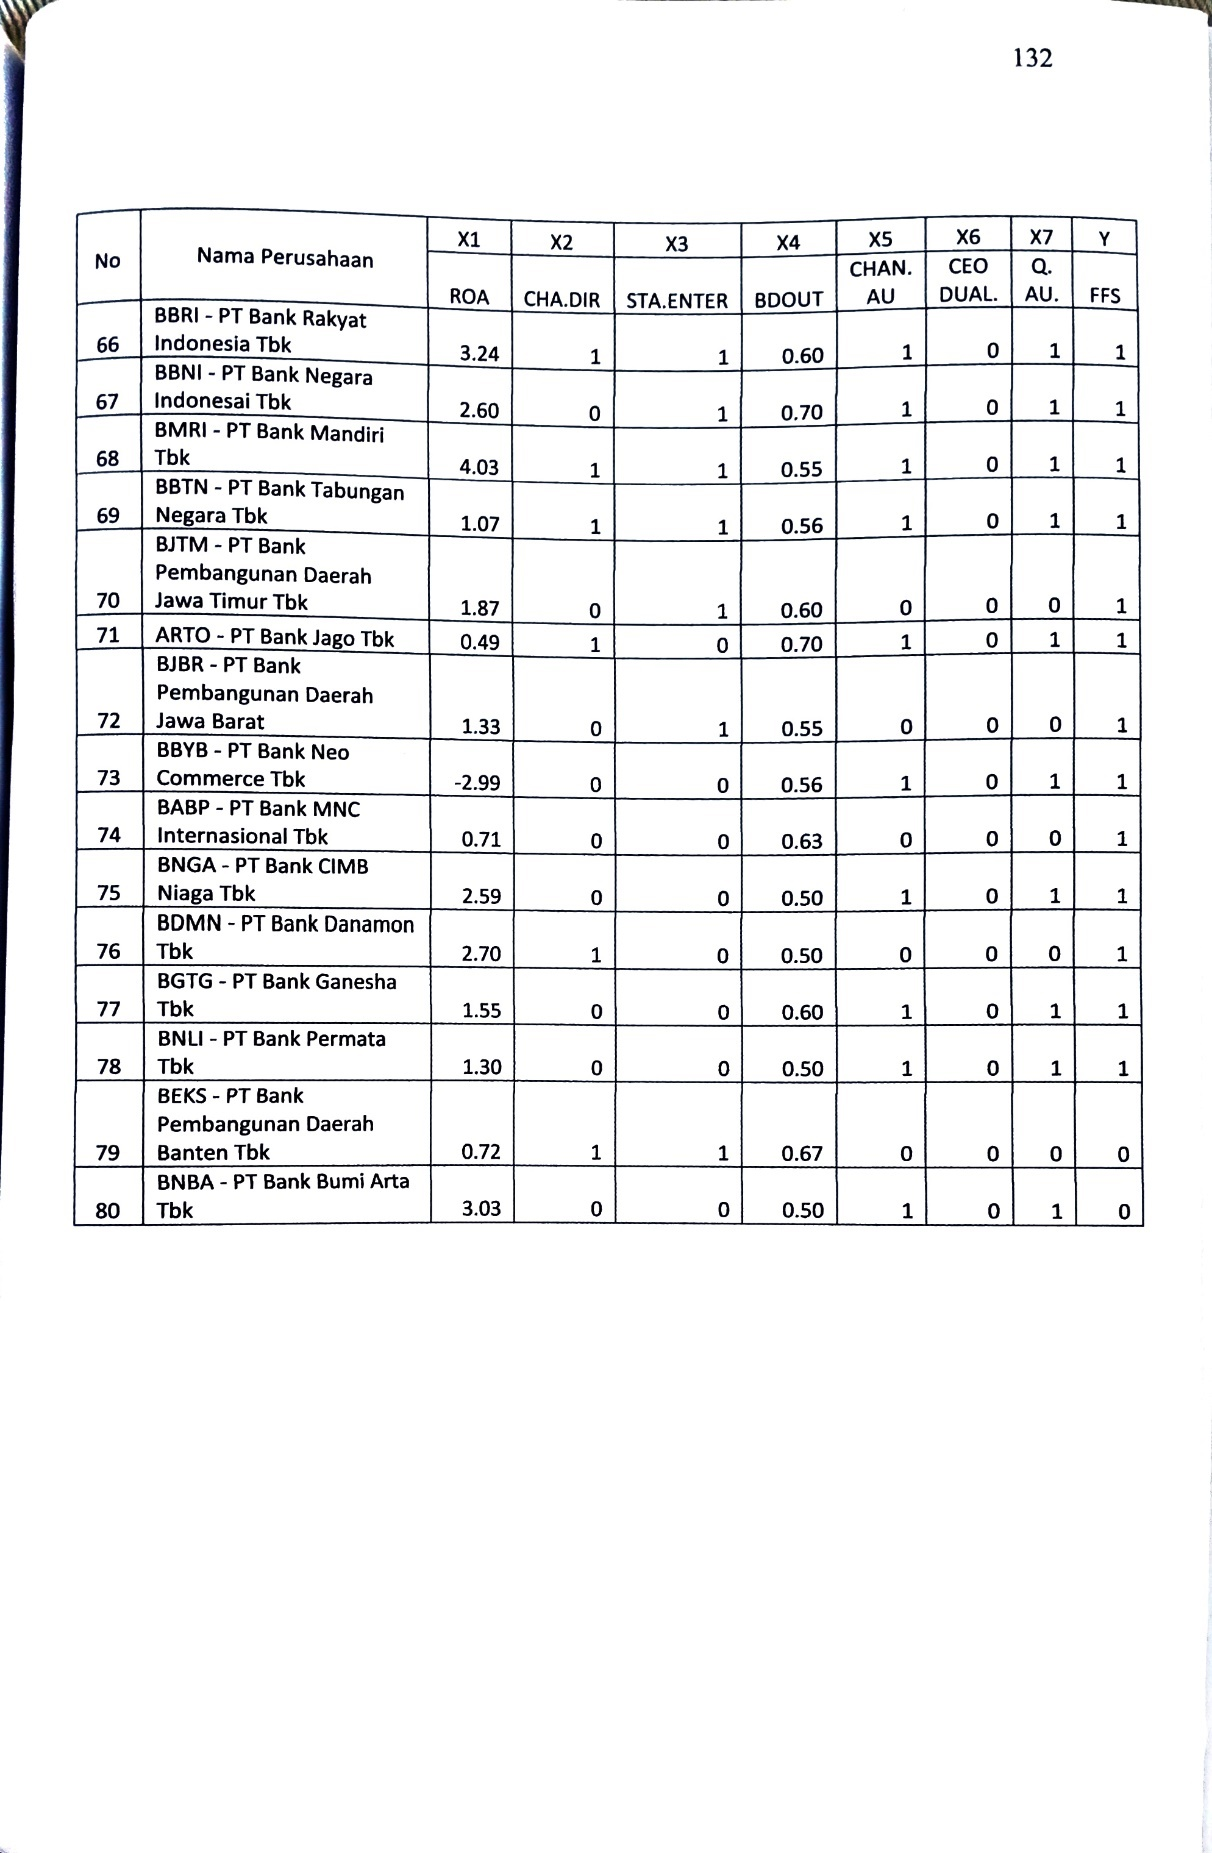 132
No Nama Perusahaan X1 X2 X3 X4 X5 X6 X7 Y
ROA CHA.DIR STA.ENTER BDOUT CHAN. AU CEO DUAL. Q. AU. FFS
BBRI - PT Bank Rakyat
66 Indonesia Tbk 3.24 1 1 0.60 1 0 1 1
BBNI - PT Bank Negara
67 Indonesai Tbk 2.60 0 1 0.70 1 0 1 1
BMRI - PT Bank Mandiri
68 Tbk 4.03 1 1 0.55 1 0 1 1
BBTN - PT Bank Tabungan
69 Negara Tbk 1.07 1 1 0.56 1 0 1 1
BJTM - PT Bank
Pembangunan Daerah
70 Jawa Timur Tbk 1.87 0 1 0.60 0 0 0 1
71 ARTO - PT Bank Jago Tbk 0.49 1 0 0.70 1 0 1 1
BJBR - PT Bank
Pembangunan Daerah
72 Jawa Barat 1.33 0 1 0.55 0 0 0 1
BBYB - PT Bank Neo
73 Commerce Tbk -2.99 0 0 0.56 1 0 1 1
BABP - PT Bank MNC
74 Internasional Tbk 0.71 0 0 0.63 0 0 0 1
BNGA - PT Bank CIMB
75 Niaga Tbk 2.59 0 0 0.50 1 0 1 1
BDMN - PT Bank Danamon
76 Tbk 2.70 1 0 0.50 0 0 0 1
BGTG - PT Bank Ganesha
77 Tbk 1.55 0 0 0.60 1 0 1 1
BNLI - PT Bank Permata
78 Tbk 1.30 0 0 0.50 1 0 1 1
BEKS - PT Bank
Pembangunan Daerah
79 Banten Tbk 0.72 1 1 0.67 0 0 0 0
BNBA - PT Bank Bumi Arta
80 Tbk 3.03 0 0 0.50 1 0 1 0